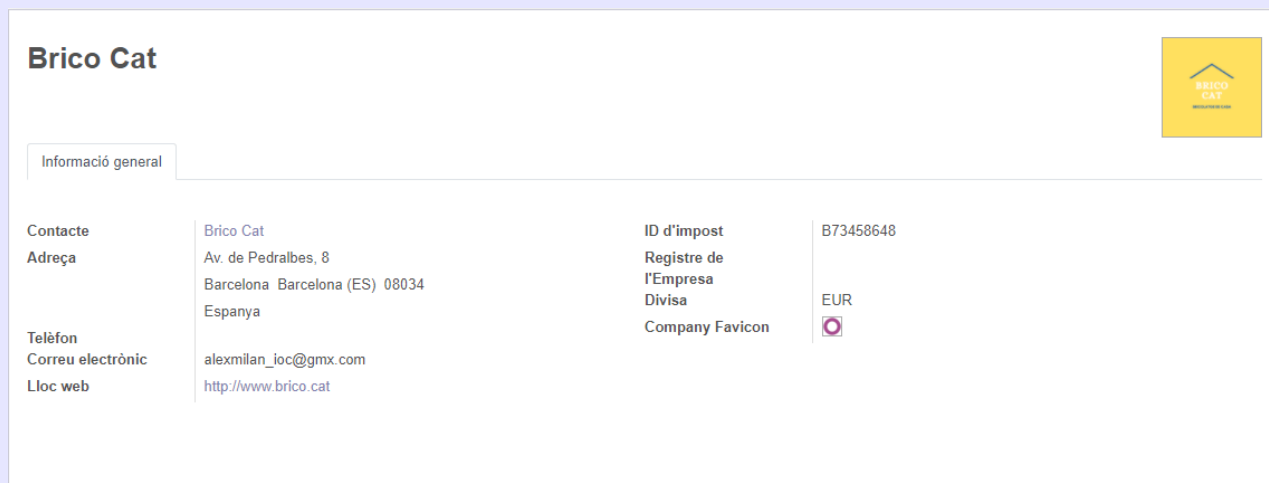 Brico Cat
BRICO
CAT
Informació general
Contacte
Brico Cat
Adreça
Av. de Pedralbes, 8
Barcelona Barcelona (ES) 08034
Espanya
Telèfon
Correu electrònic
alexmilan_ioc@gmx.com
Lloc web
http://www.brico.cat
ID d'impost
B73458648
Registre de
l'Empresa
Divisa
EUR
Company Favicon